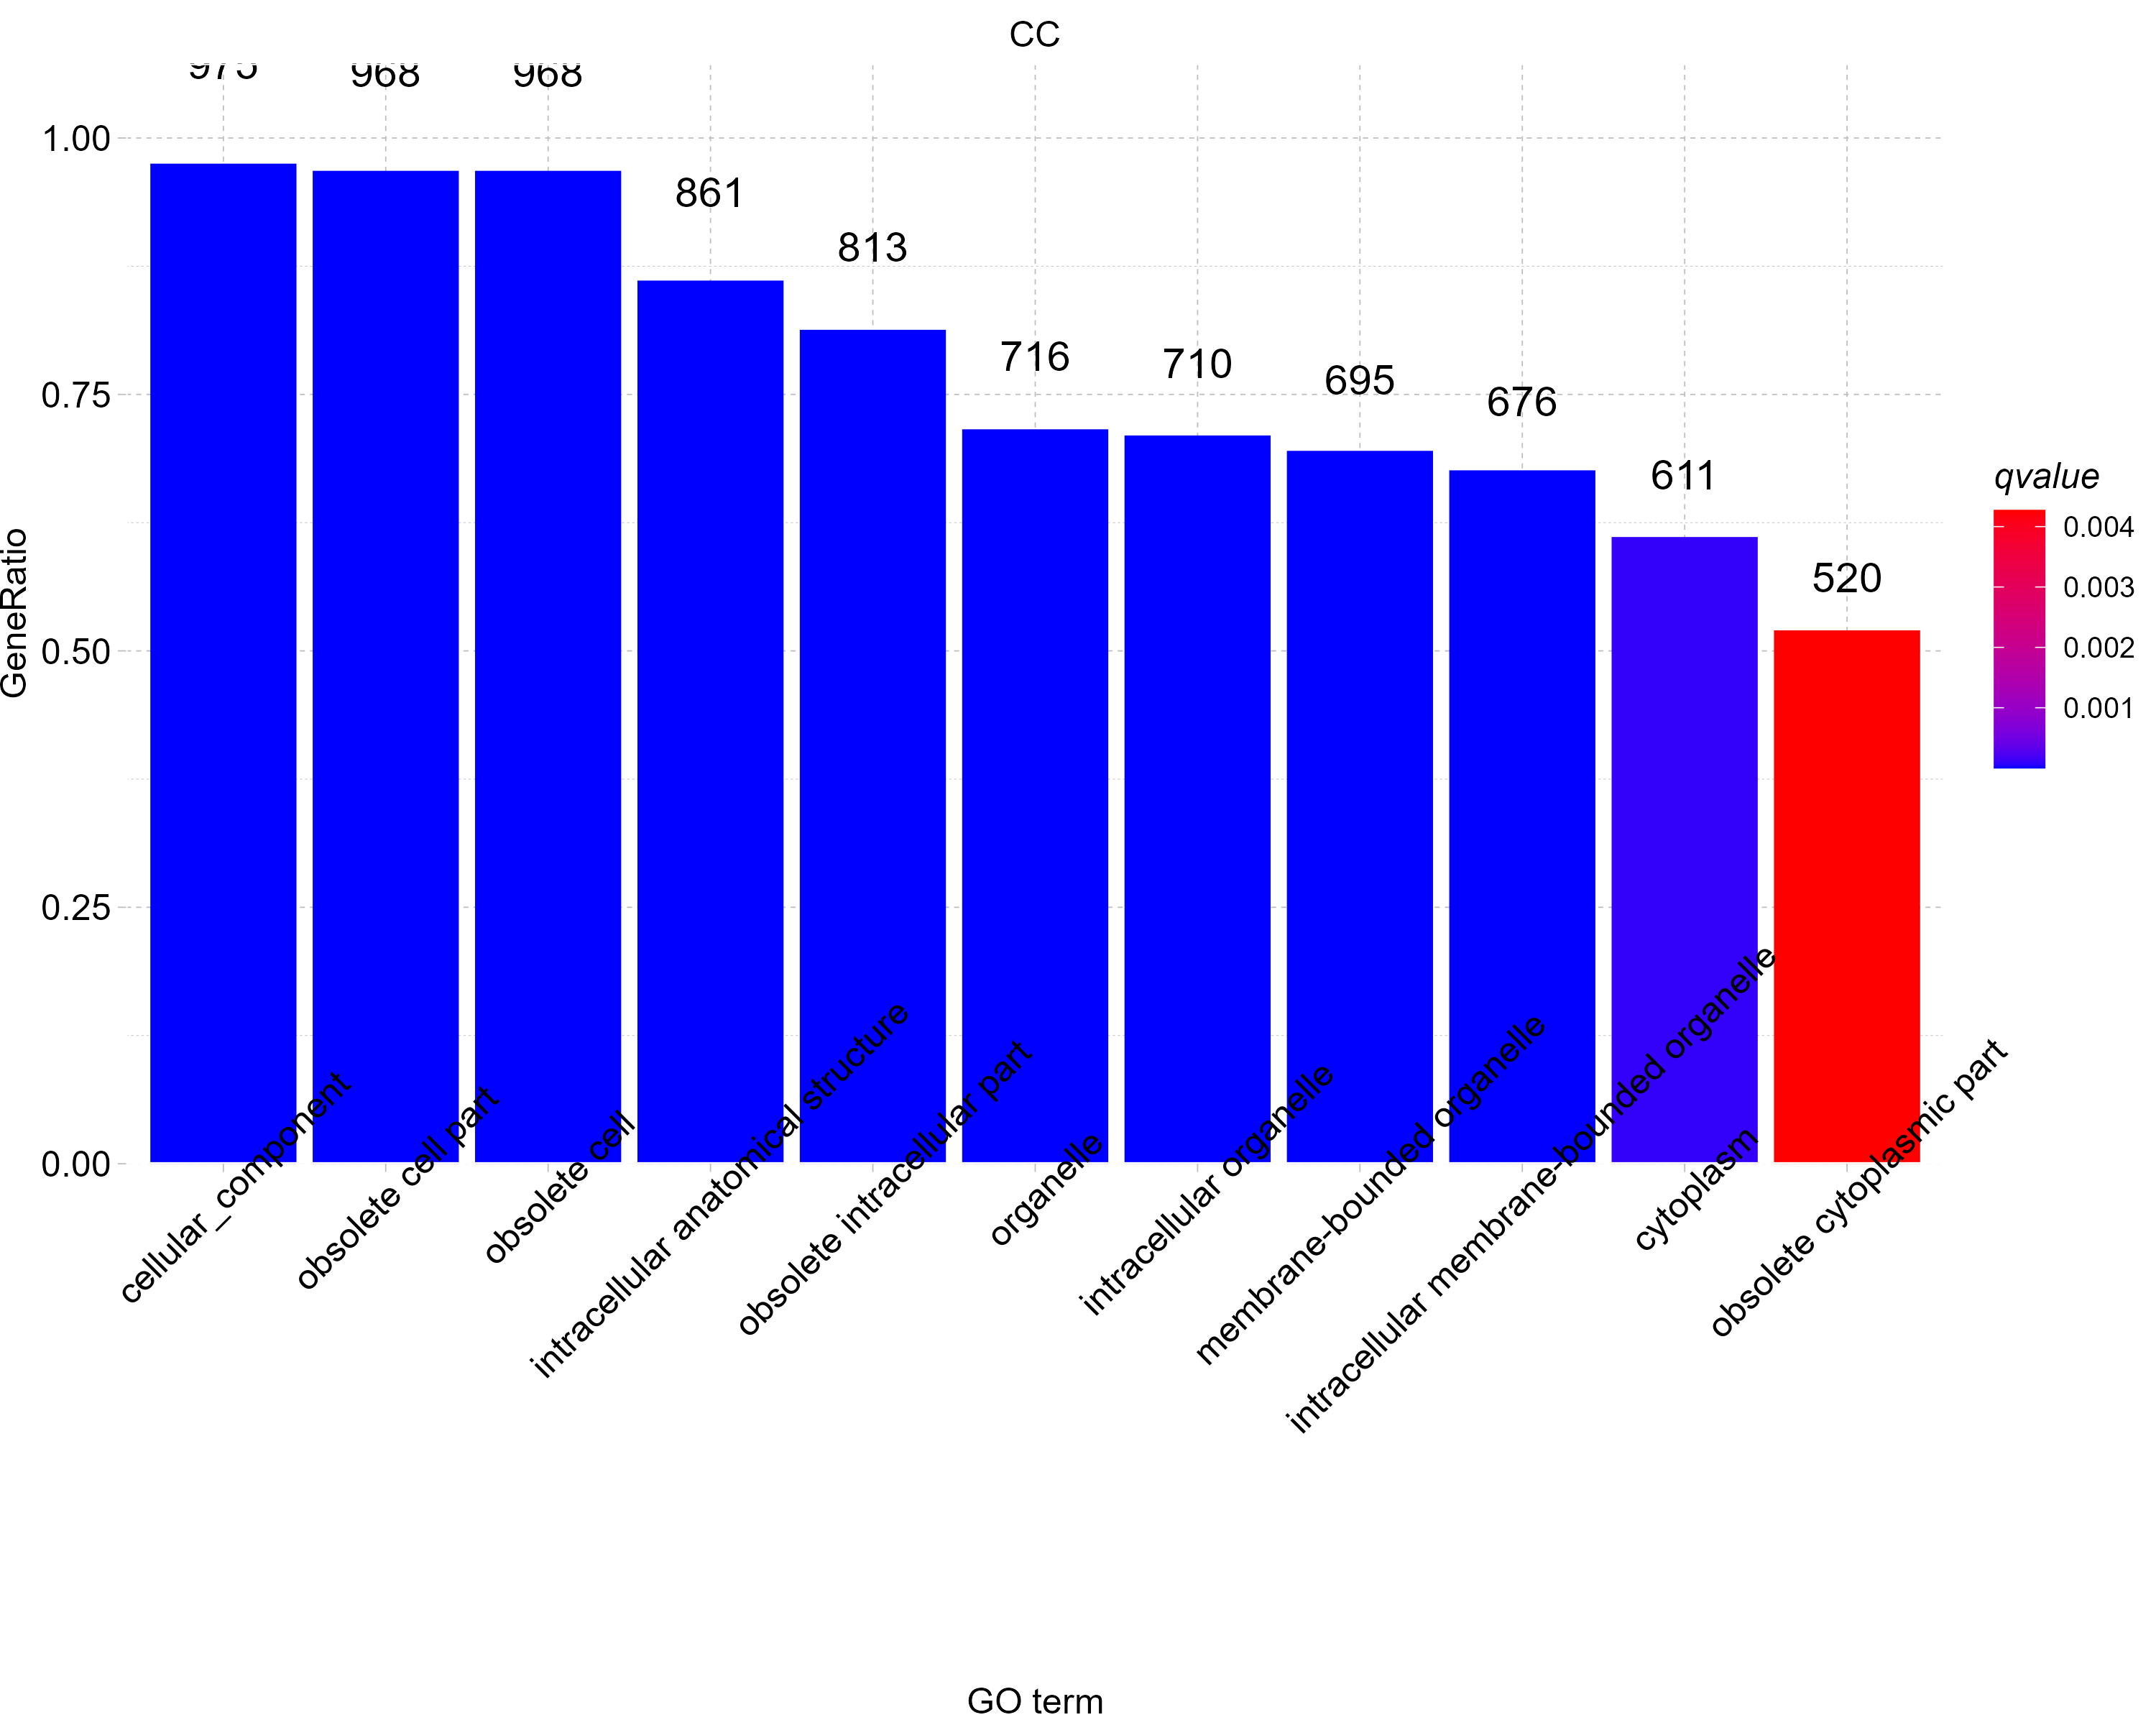 CC
975 968 968
861
813
716
710
695
676
611
520
1.00
0.75
0.50
0.25
0.00
GeneRatio
cellular_component
obsolete cell part
obsolete cell
intracellular anatomical structure
obsolete intracellular part
organelle
intracellular organelle
membrane-bounded organelle
intracellular membrane-bounded organelle
cytoplasm
obsolete cytoplasmic part
GO term
qvalue
0.004
0.003
0.002
0.001